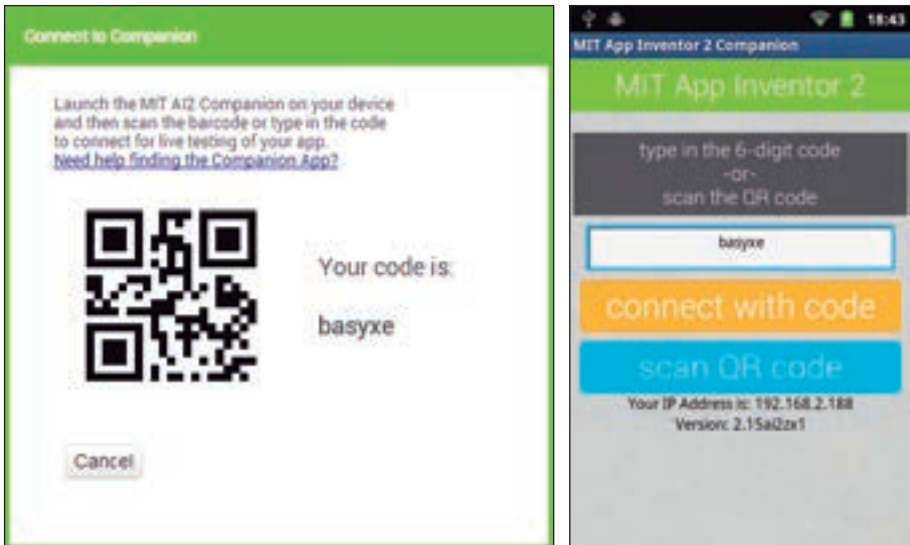 Connect to Companion
Launch the MIT AI2 Companion on your device
and then scan the barcode or type in the code
to connect for live testing of your app.
Need help finding the Companion App?
Your code is:
basyxe
Cancel
18:43
MIT App Inventor 2 Companion
MIT App Inventor 2
type in the 6-digit code
-or-
scan the QR code
basyxe
connect with code
scan QR code
Your IP Address is: 192.168.2.188
Version: 2.15ai2zx1